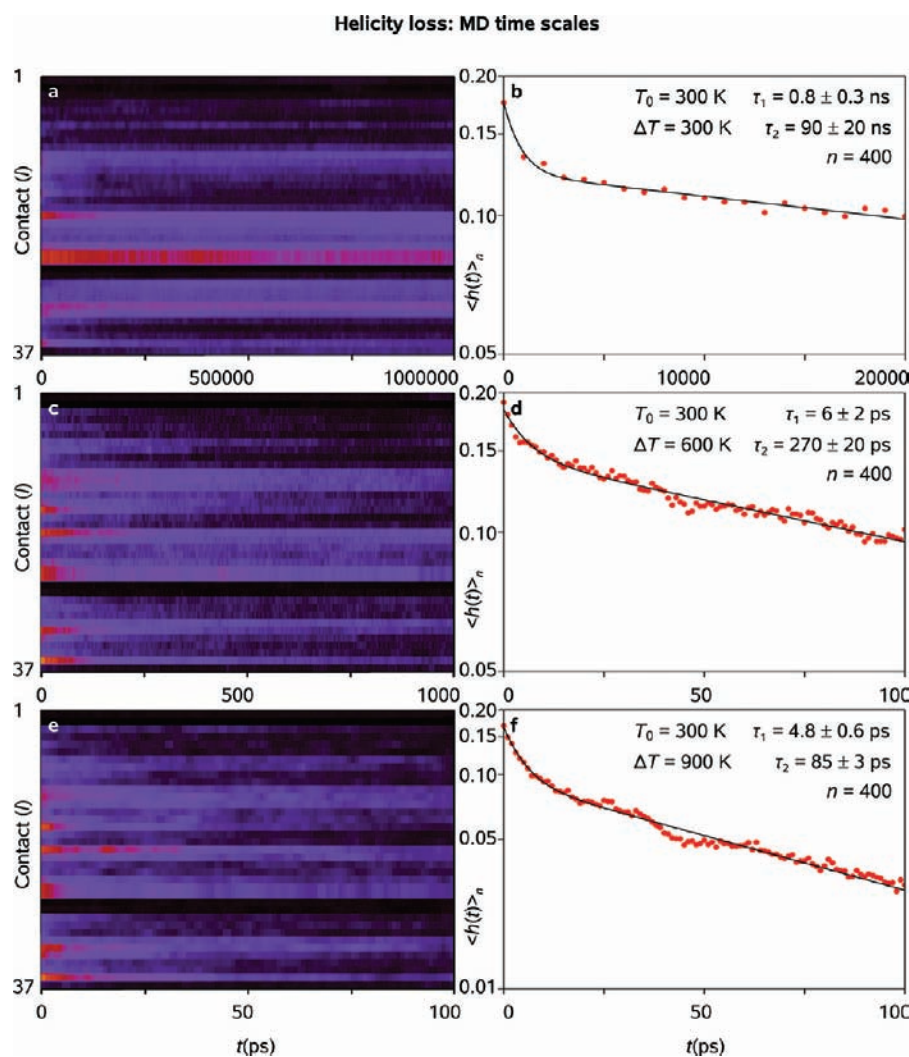 Helicity loss: MD time scales
a
1
Contact (i)
37
0
500000
1000000
b
0.20
0.15
0.10
0.05
<h(t)>n
T0 = 300 K τ1 = 0.8 ± 0.3 ns
ΔT = 300 K τ2 = 90 ± 20 ns
n = 400
0
10000
20000
c
1
Contact (i)
37
0
500
1000
d
0.20
0.15
0.10
0.05
<h(t)>n
T0 = 300 K τ1 = 6 ± 2 ps
ΔT = 600 K τ2 = 270 ± 20 ps
n = 400
0
50
100
e
1
Contact (i)
37
0
50
100
t(ps)
f
0.20
0.15
0.10
0.05
0.01
<h(t)>n
T0 = 300 K τ1 = 4.8 ± 0.6 ps
ΔT = 900 K τ2 = 85 ± 3 ps
n = 400
0
50
100
t(ps)